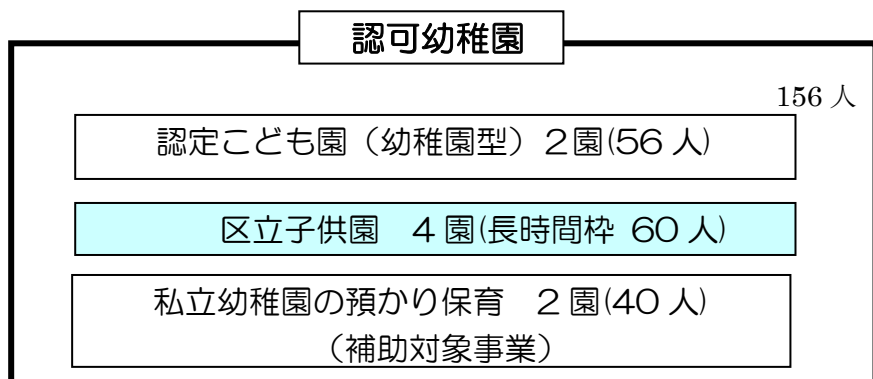 認可幼稚園
156 人
認定こども園（幼稚園型）２園(56 人)
区立子供園　４園(長時間枠 60 人)
私立幼稚園の預かり保育　２園(40 人)
（補助対象事業）